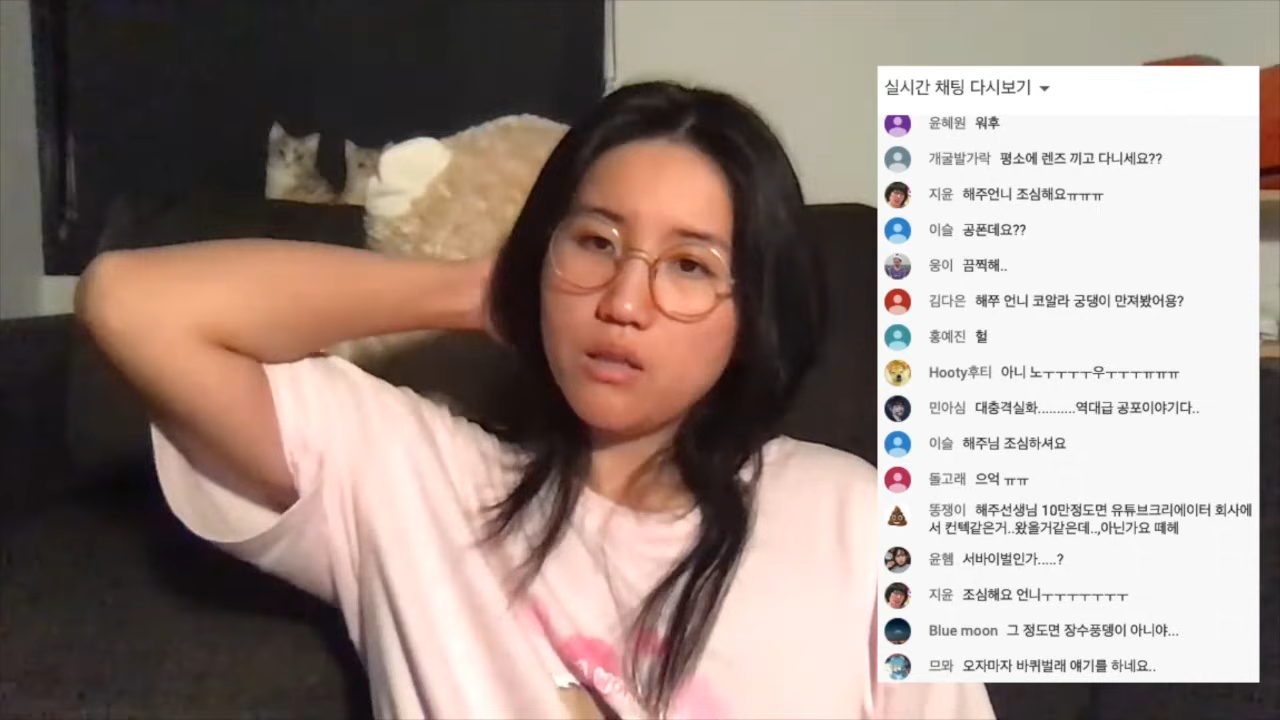 실시간 채팅 다시보기
윤혜원 워후
개굴발가락 평소에 렌즈 끼고 다니세요??
지윤 해주언니 조심해요ㅠㅠㅠ
이슬 공폰데요??
웅이 끔찍해..
김다은 해쭈 언니 코알라 궁댕이 만져봤어용?
홍예진 헐
Hooty후티 아니 노ㅜㅜㅜㅜ우ㅜㅜㅜㅠㅠㅠ
민아심 대충격실화..........역대급 공포이야기다..
이슬 해주님 조심하셔요
돌고래 으억 ㅠㅠ
똥쟁이 해주선생님 10만정도면 유튜브크리에이터 회사에
서 컨텍같은거..왔을거같은데..,아닌가요 떼헤
윤헴 서바이벌인가.....?
지윤 조심해요 언니ㅜㅜㅜㅜㅜㅜㅜ
Blue moon 그 정도면 장수풍뎅이 아니야...
므봐 오자마자 바퀴벌래 얘기를 하네요..